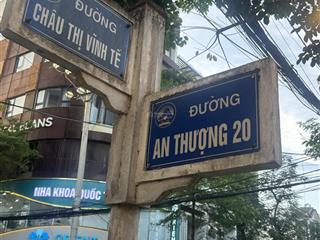 ĐƯỜNG
CHÂU THỊ VĨNH TẾ
ĐƯỜNG
AN THƯỢNG 20
NHA KHOA QUỐC